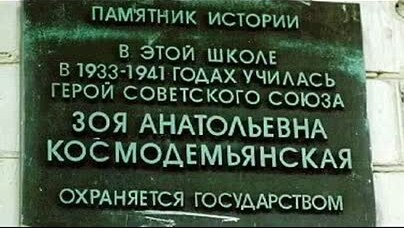 ПАМЯТНИК ИСТОРИИ
В ЭТОЙ ШКОЛЕ
В 1933-1941 ГОДАХ УЧИЛАСЬ
ГЕРОЙ СОВЕТСКОГО СОЮЗА
ЗОЯ АНАТОЛЬЕВНА
КОСМОДЕМЬЯНСКАЯ
ОХРАНЯЕТСЯ ГОСУДАРСТВОМ